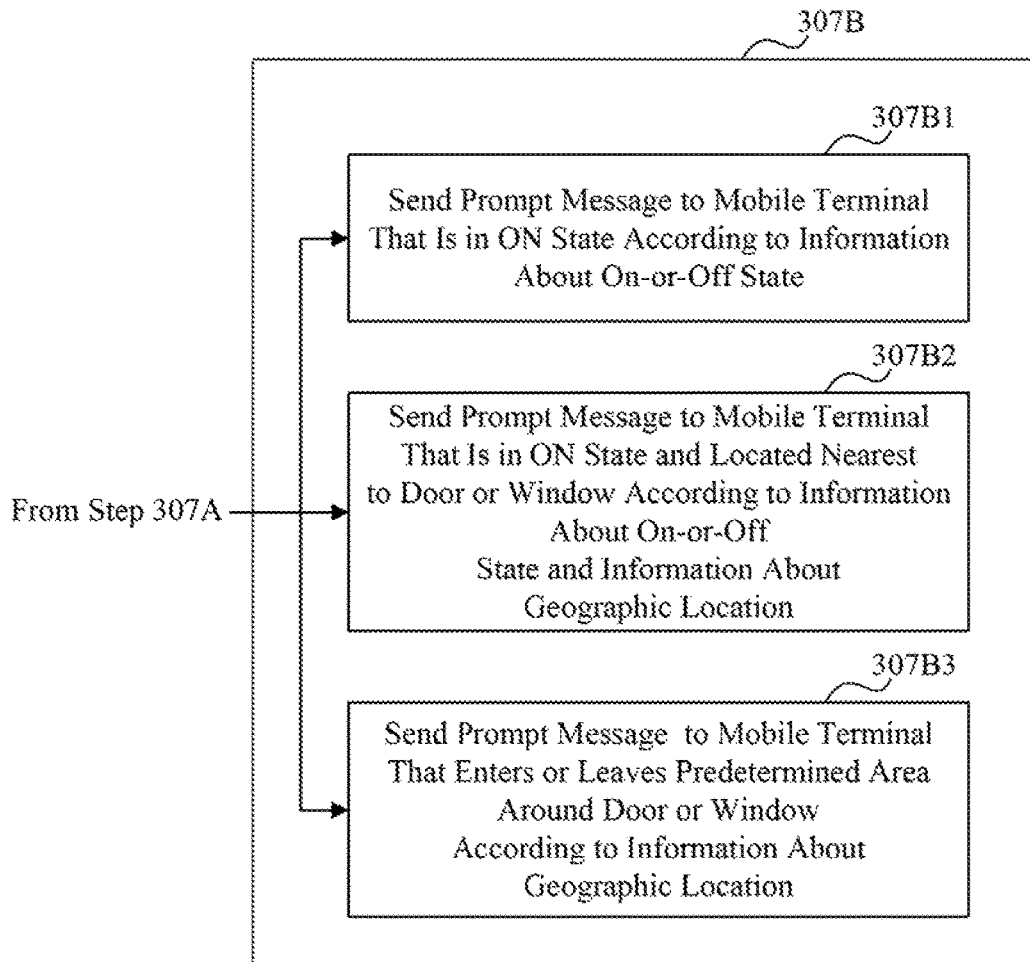 307B
307B1
Send Prompt Message to Mobile Terminal
That Is in ON State According to Information
About On-or-Off State
307B2
Send Prompt Message to Mobile Terminal
That Is in ON State and Located Nearest
to Door or Window According to Information
About On-or-Off
State and Information About
Geographic Location
From Step 307A
307B3
Send Prompt Message to Mobile Terminal
That Enters or Leaves Predetermined Area
Around Door or Window
According to Information About
Geographic Location